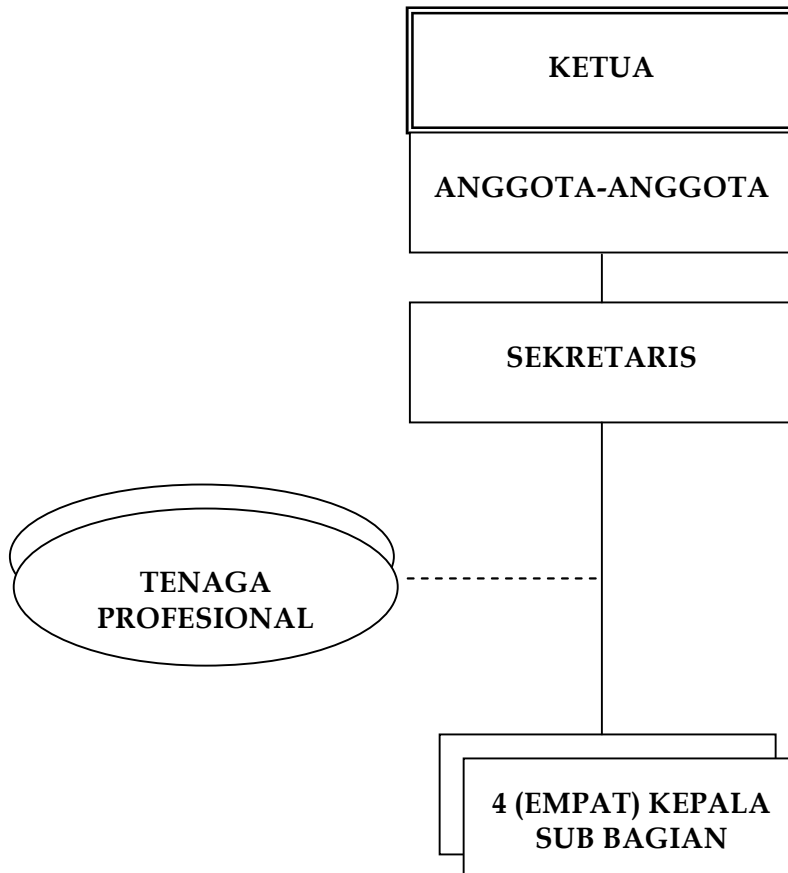 KETUA
ANGGOTA-ANGGOTA
SEKRETARIS
TENAGA
PROFESIONAL
4 (EMPAT) KEPALA
SUB BAGIAN